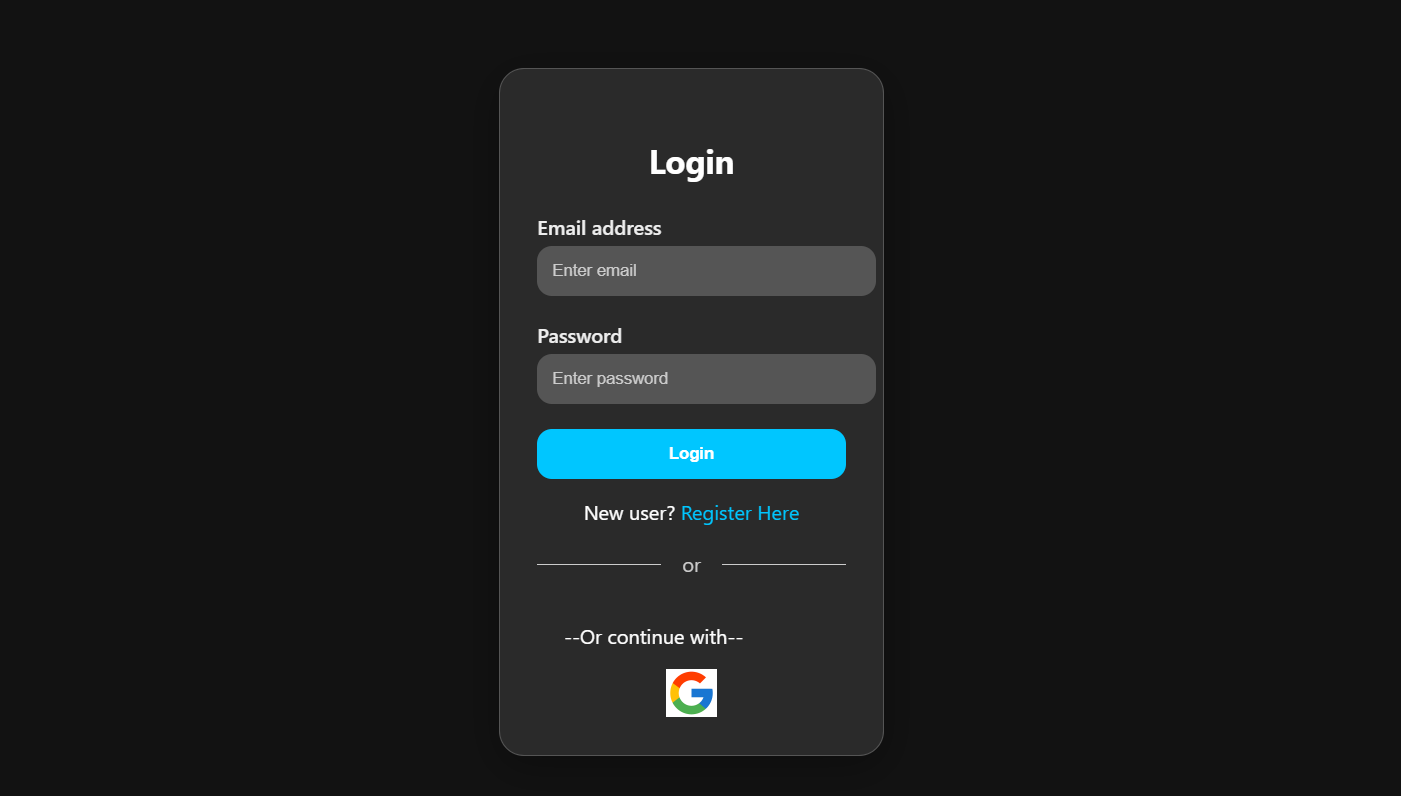 Login
Email address
Enter email
Password
Enter password
Login
New user? Register Here
or
--Or continue with--